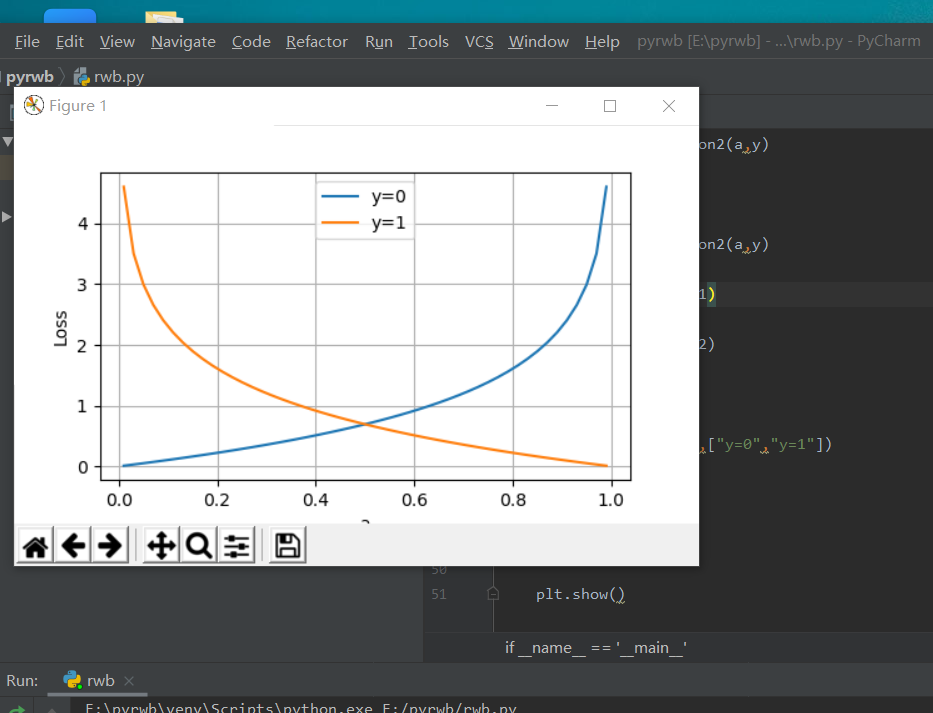 File Edit View Navigate Code Refactor Run Tools VCS Window Help pyrwb [E:\pyrwb] - ...\rwb.py - PyCharm
pyrwb rwb.py
Figure 1
on2(a,y)
y=0
y=1
4
on2(a,y)
3
1)
Loss
2
2)
1
,["y=0","y=1"])
0
0.0 0.2 0.4 0.6 0.8 1.0
50
51 plt.show()
if __name__ == '__main__'
Run: rwb
E:\pyrwb\venv\Scripts\python.exe E:/pyrwb/rwb.py